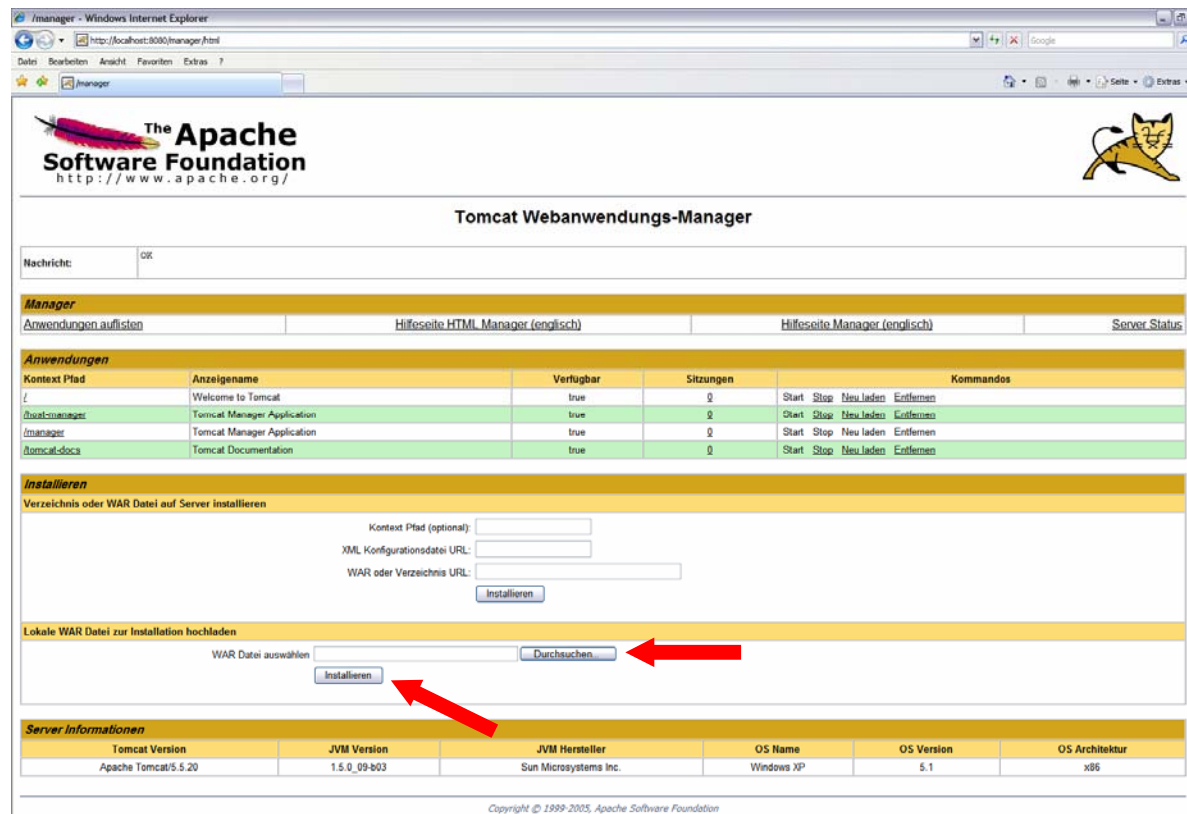 /manager - Windows Internet Explorer
http://localhost:8080/manager/html
Google
Datei Bearbeiten Ansicht Favoriten Extras ?
/manager
Seite Extras
The Apache
Software Foundation
http://www.apache.org/
Tomcat Webanwendungs-Manager
Nachricht: OK
Manager
Anwendungen auflisten Hilfeseite HTML Manager (englisch) Hilfeseite Manager (englisch) Server Status
Anwendungen
Kontext Pfad Anzeigename Verfügbar Sitzungen Kommandos
/ Welcome to Tomcat true 0 Start Stop Neu laden Entfernen
/host-manager Tomcat Manager Application true 0 Start Stop Neu laden Entfernen
/manager Tomcat Manager Application true 0 Start Stop Neu laden Entfernen
/tomcat-docs Tomcat Documentation true 0 Start Stop Neu laden Entfernen
Installieren
Verzeichnis oder WAR Datei auf Server installieren
Kontext Pfad (optional):
XML Konfigurationsdatei URL:
WAR oder Verzeichnis URL:
Installieren
Lokale WAR Datei zur Installation hochladen
WAR Datei auswählen Durchsuchen...
Installieren
Server Informationen
Tomcat Version JVM Version JVM Hersteller OS Name OS Version OS Architektur
Apache Tomcat/5.5.20 1.5.0_09-b03 Sun Microsystems Inc. Windows XP 5.1 x86
Copyright © 1999-2005, Apache Software Foundation